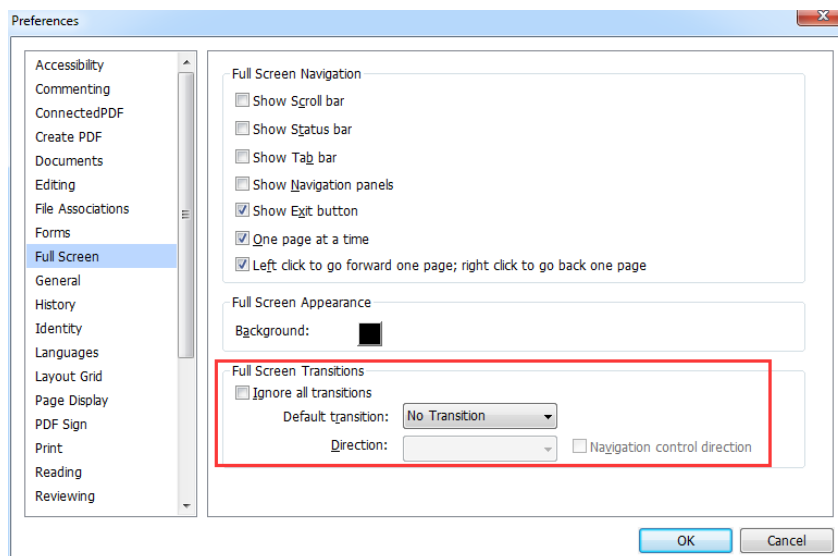 Preferences
Accessibility
Commenting
ConnectedPDF
Create PDF
Documents
Editing
File Associations
Forms
Full Screen
General
History
Identity
Languages
Layout Grid
Page Display
PDF Sign
Print
Reading
Reviewing
Full Screen Navigation
Show Scroll bar
Show Status bar
Show Tab bar
Show Navigation panels
Show Exit button
One page at a time
Left click to go forward one page; right click to go back one page
Full Screen Appearance
Background:
Full Screen Transitions
Ignore all transitions
Default transition: No Transition
Direction: Navigation control direction
OK Cancel